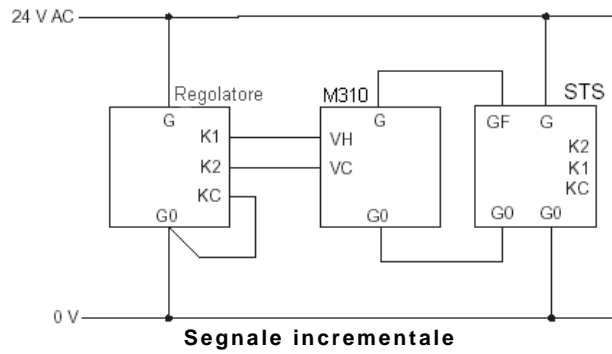 24 V AC
Regolatore
M310
STS
G
G
GF
G
K1
VH
K2
K2
VC
K1
KC
KC
G0
G0
G0
G0
0 V
Segnale incrementale